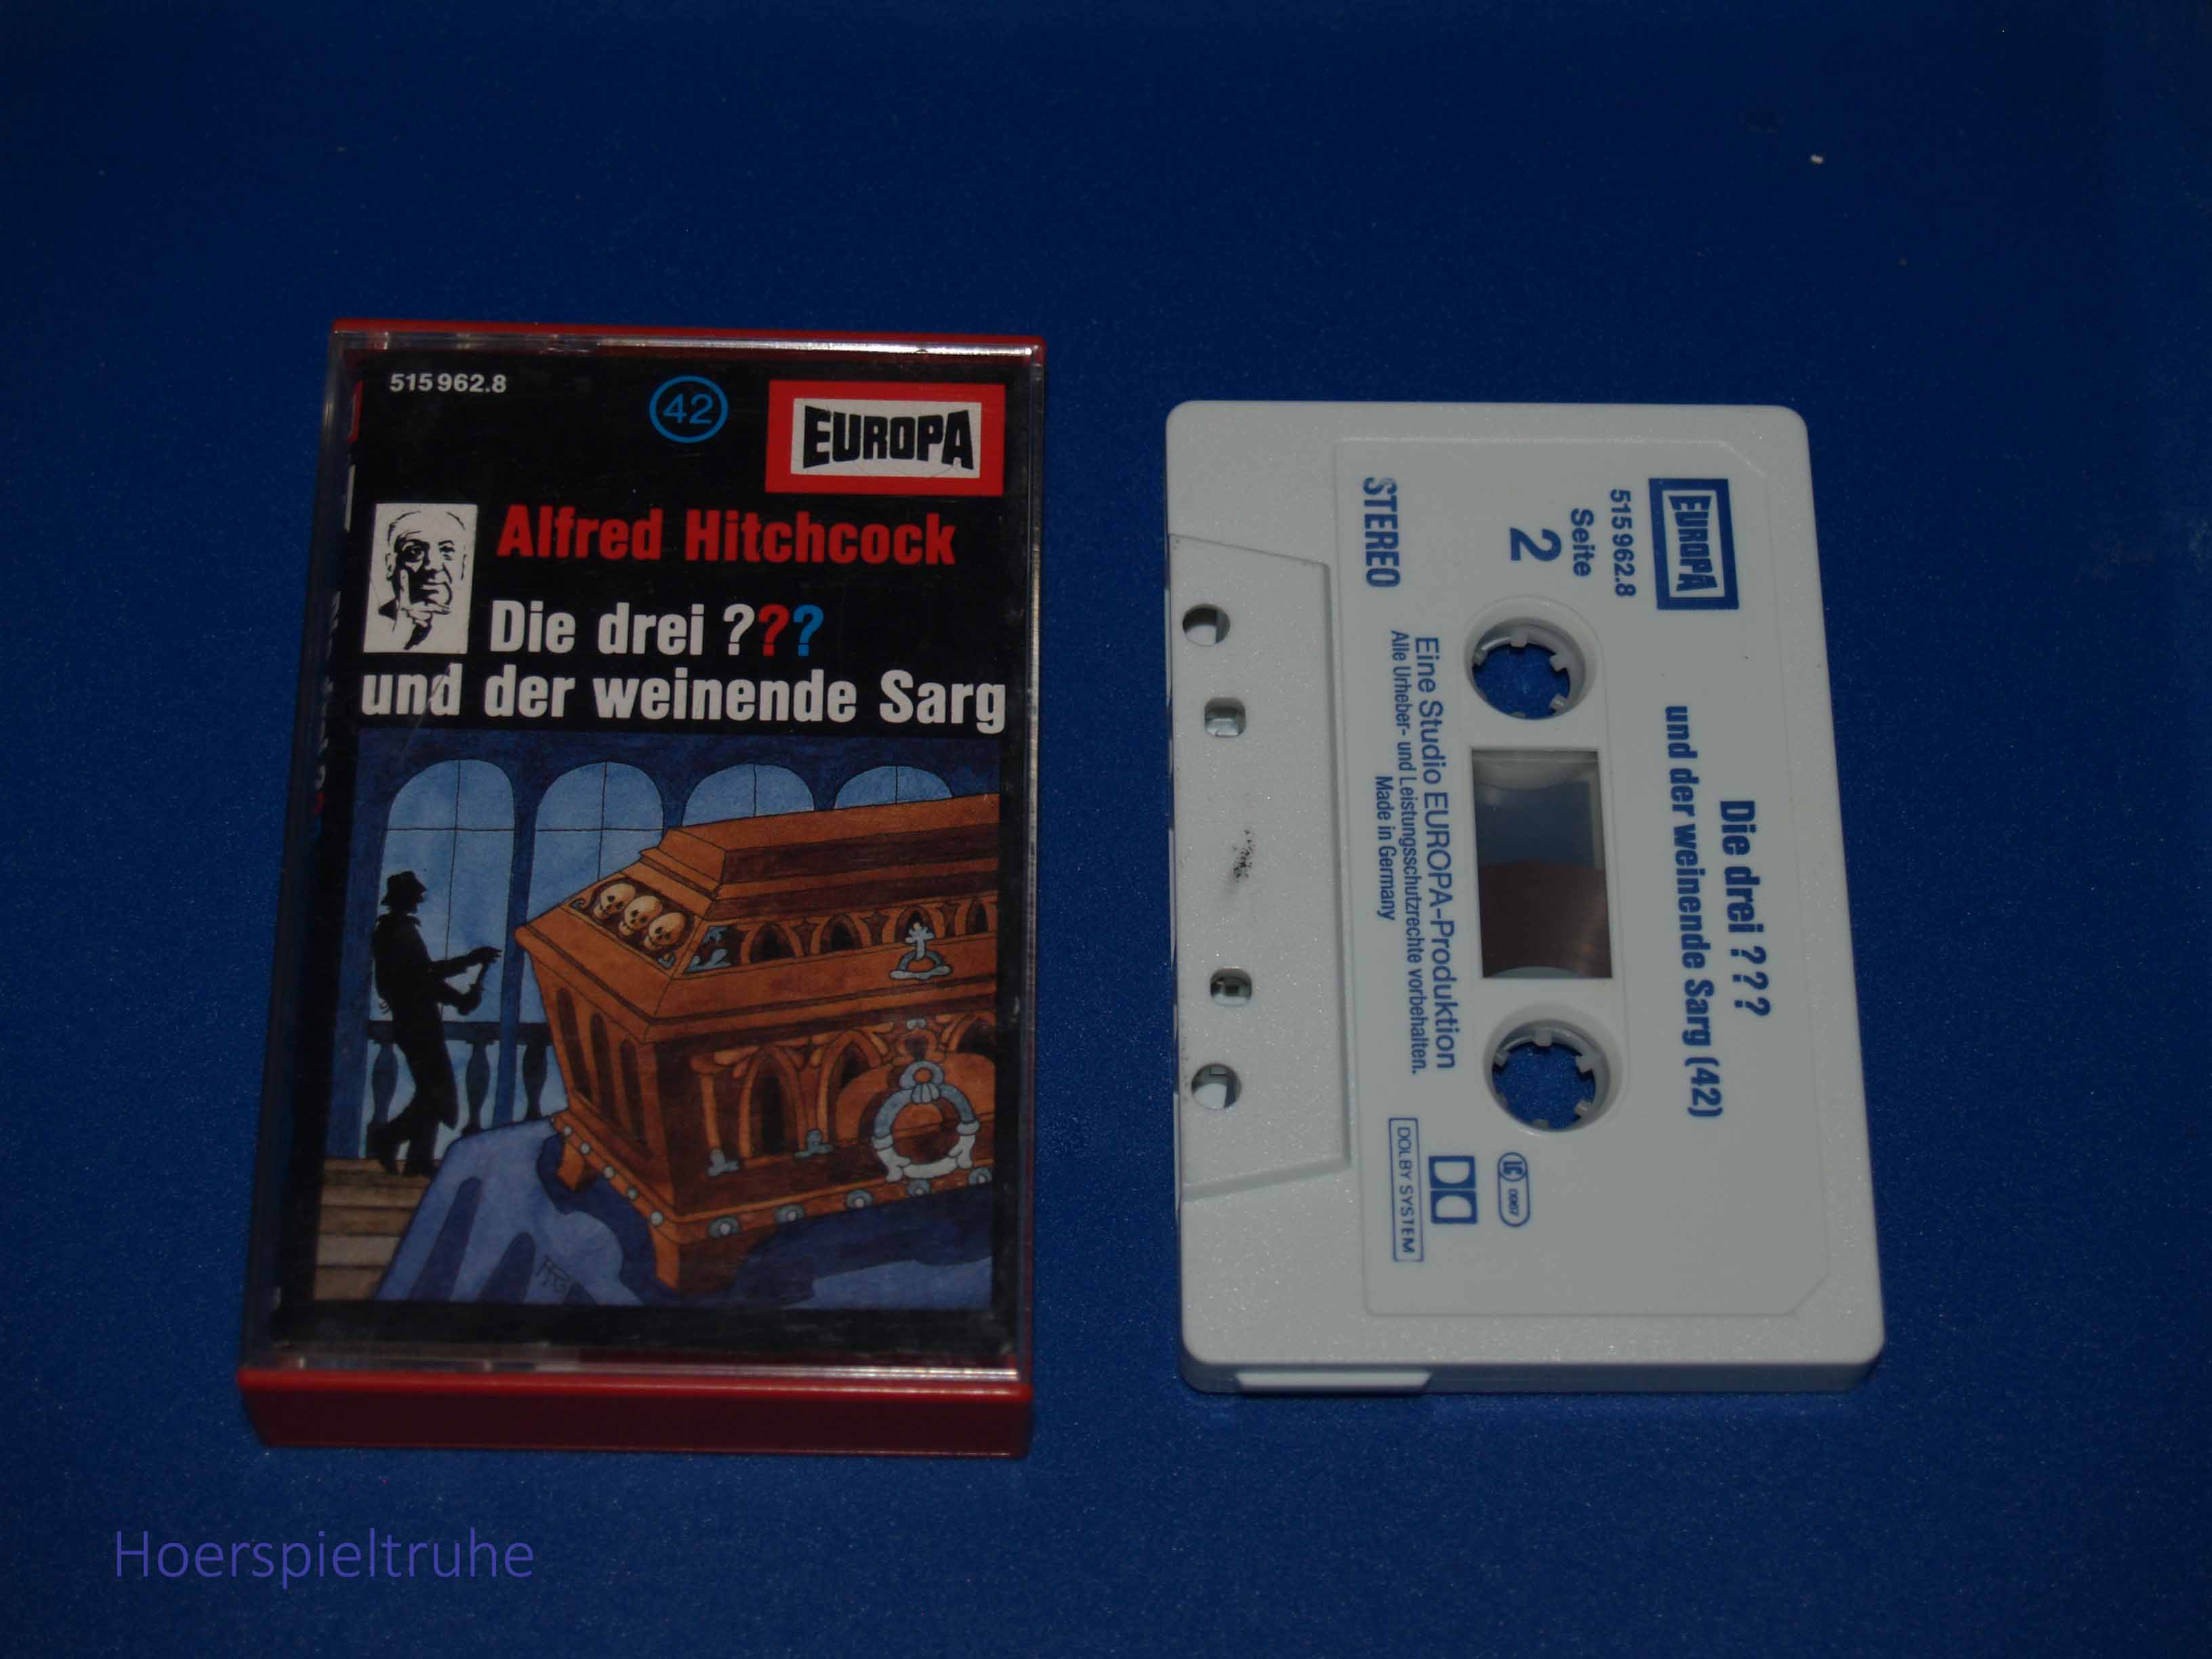 515 962.8
42
EUROPA
Alfred Hitchcock
Die drei ???
und der weinende Sarg
EUROPA
515 962.8
Seite
2
STEREO
Die drei ???
und der weinende Sarg (42)
Eine Studio EUROPA-Produktion
Alle Urheber- und Leistungsschutzrechte vorbehalten.
Made in Germany
LC 0967
DOLBY SYSTEM
Hoerspieltruhe